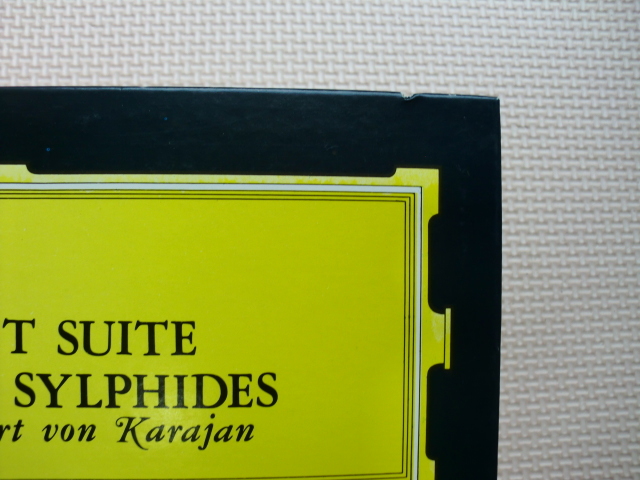 T SUITE
SYLPHIDES
rt von Karajan